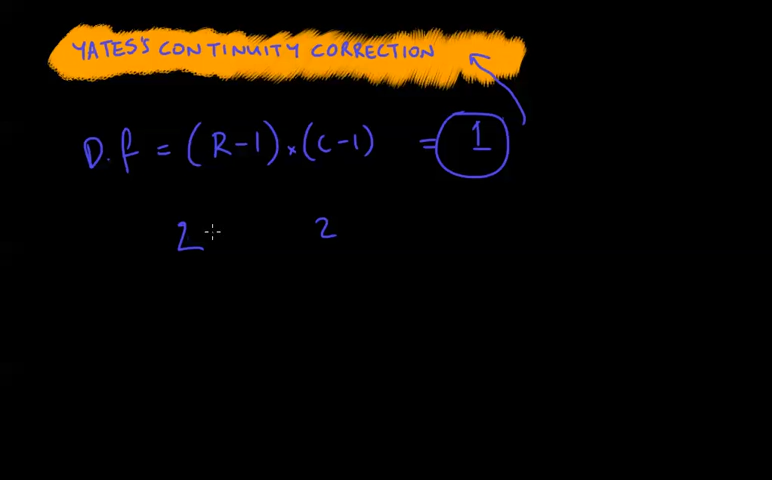 YATES'S CONTINUITY CORRECTION
D.f = (R-1) × (C-1) = 1
2 2